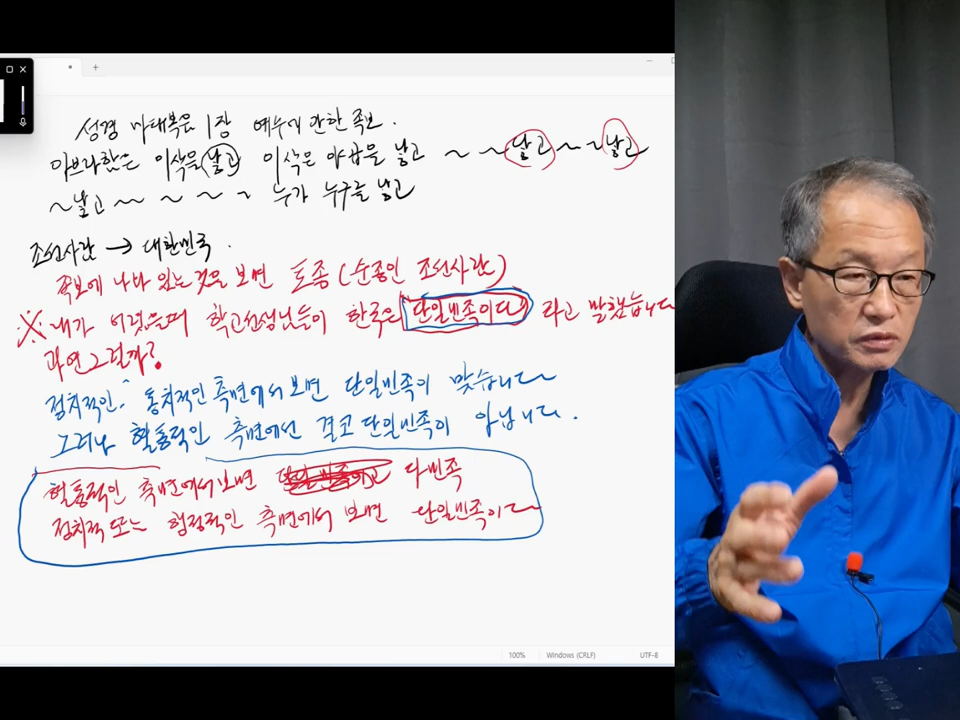 성경 마태복음 1장 예수에 관한 족보.
아브라함은 이삭을 낳고 이삭은 야곱을 낳고 ~ ~ 낳고 ~ ~ 낳고
~ 낳고 ~ ~ ~ ~ ~ 누가 누구를 낳고
조선사람 → 대한민국.
족보에 나타 있는것을 보면 토종 (순종인 조선사람)
※ 내가 어렸을때 학교선생님들이 한국은 단일민족이다 라고 말했습니다
과연 그럴까?
정치적인, 통치적인 측면에서 보면 단일민족이 맞습니다
그러나 혈통적인 측면에선 결코 단일민족이 아닙니다.
혈통적인 측면에서 보면 다민족
정치적 또는 행정적인 측면에서 보면 단일민족이다
100% Windows (CRLF) UTF-8